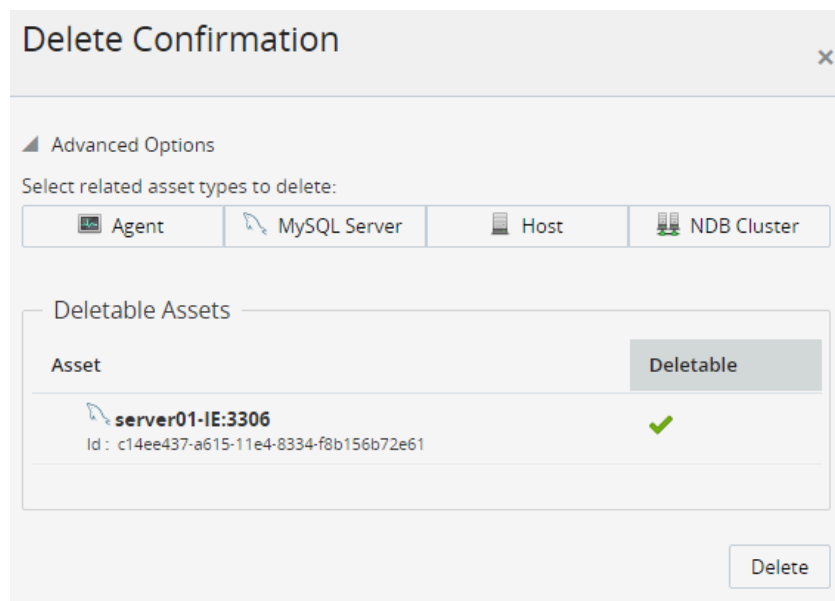 Delete Confirmation
×
Advanced Options
Select related asset types to delete:
Agent MySQL Server Host NDB Cluster
Deletable Assets
Asset Deletable
server01-IE:3306
Id : c14ee437-a615-11e4-8334-f8b156b72e61
Delete